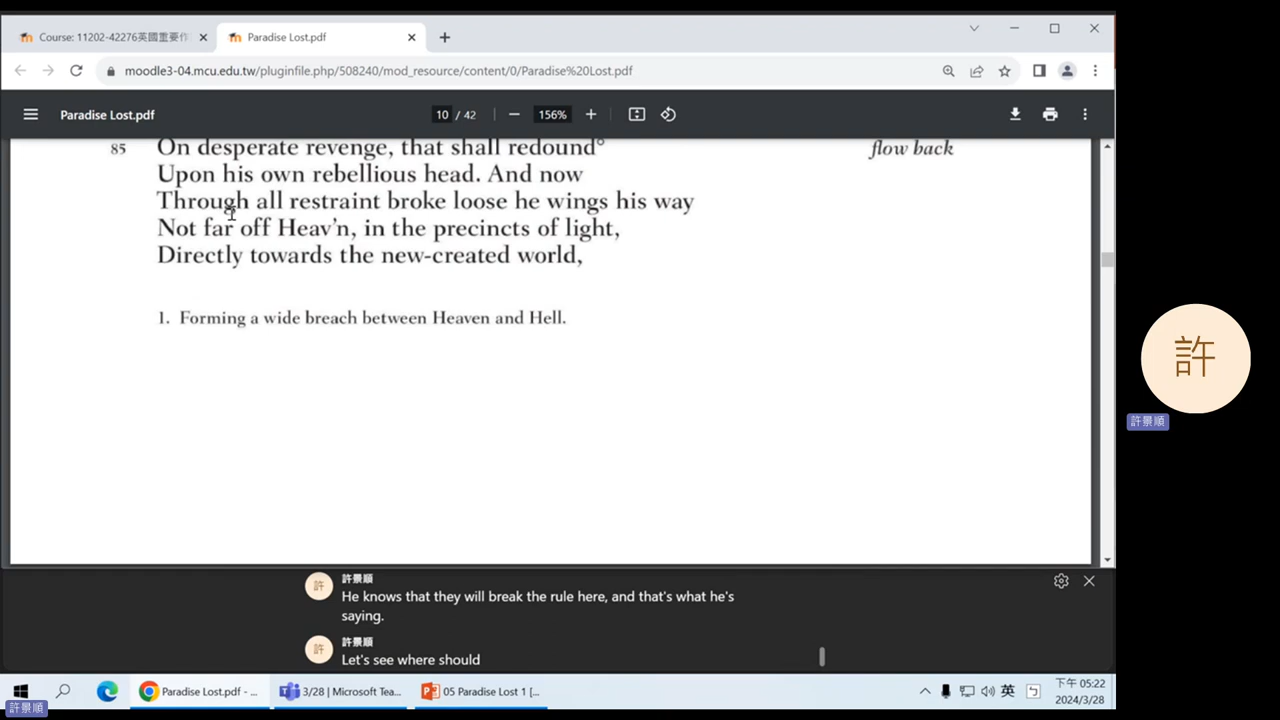 Course: 11202-42276英國重要作
Paradise Lost.pdf
moodle3-04.mcu.edu.tw/pluginfile.php/508240/mod_resource/content/0/Paradise%20Lost.pdf
Paradise Lost.pdf
10 / 42
156%
85 On desperate revenge, that shall redound° flow back
Upon his own rebellious head. And now
Through all restraint broke loose he wings his way
Not far off Heav'n, in the precincts of light,
Directly towards the new-created world,
1. Forming a wide breach between Heaven and Hell.
許
許景順
許 許景順
He knows that they will break the rule here, and that's what he's
saying.
許 許景順
Let's see where should
Paradise Lost.pdf - ...
3/28 | Microsoft Tea...
05 Paradise Lost 1 [...
英
下午 05:22
2024/3/28
許景順